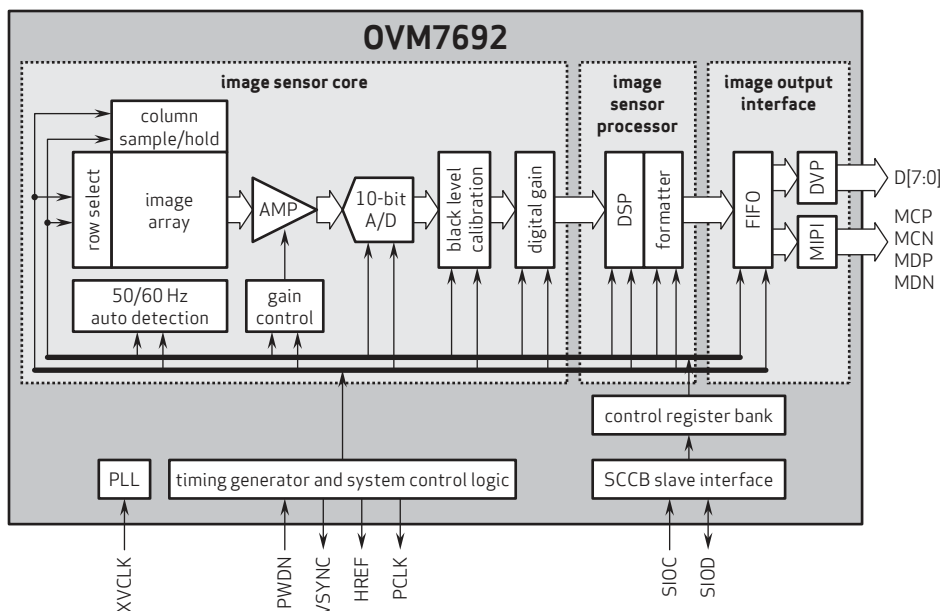 OVM7692
image sensor core
image
sensor
processor
image output
interface
column
sample/hold
row select
image
array
AMP
10-bit
A/D
black level
calibration
digital gain
DSP
formatter
FIFO
DVP
MIPI
D[7:0]
MCP
MCN
MDP
MDN
50/60 Hz
auto detection
gain
control
control register bank
PLL
timing generator and system control logic
SCCB slave interface
XVCLK
PWDN
VSYNC
HREF
PCLK
SIOC
SIOD